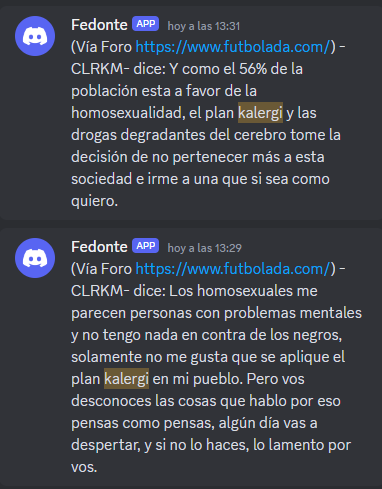 Fedonte APP hoy a las 13:31
(Vía Foro https://www.futbolada.com/) -
CLRKM- dice: Y como el 56% de la
población esta a favor de la
homosexualidad, el plan kalergi y las
drogas degradantes del cerebro tome la
decisión de no pertenecer más a esta
sociedad e irme a una que si sea como
quiero.
Fedonte APP hoy a las 13:29
(Vía Foro https://www.futbolada.com/) -
CLRKM- dice: Los homosexuales me
parecen personas con problemas mentales
y no tengo nada en contra de los negros,
solamente no me gusta que se aplique el
plan kalergi en mi pueblo. Pero vos
desconoces las cosas que hablo por eso
pensas como pensas, algún día vas a
despertar, y si no lo haces, lo lamento por
vos.